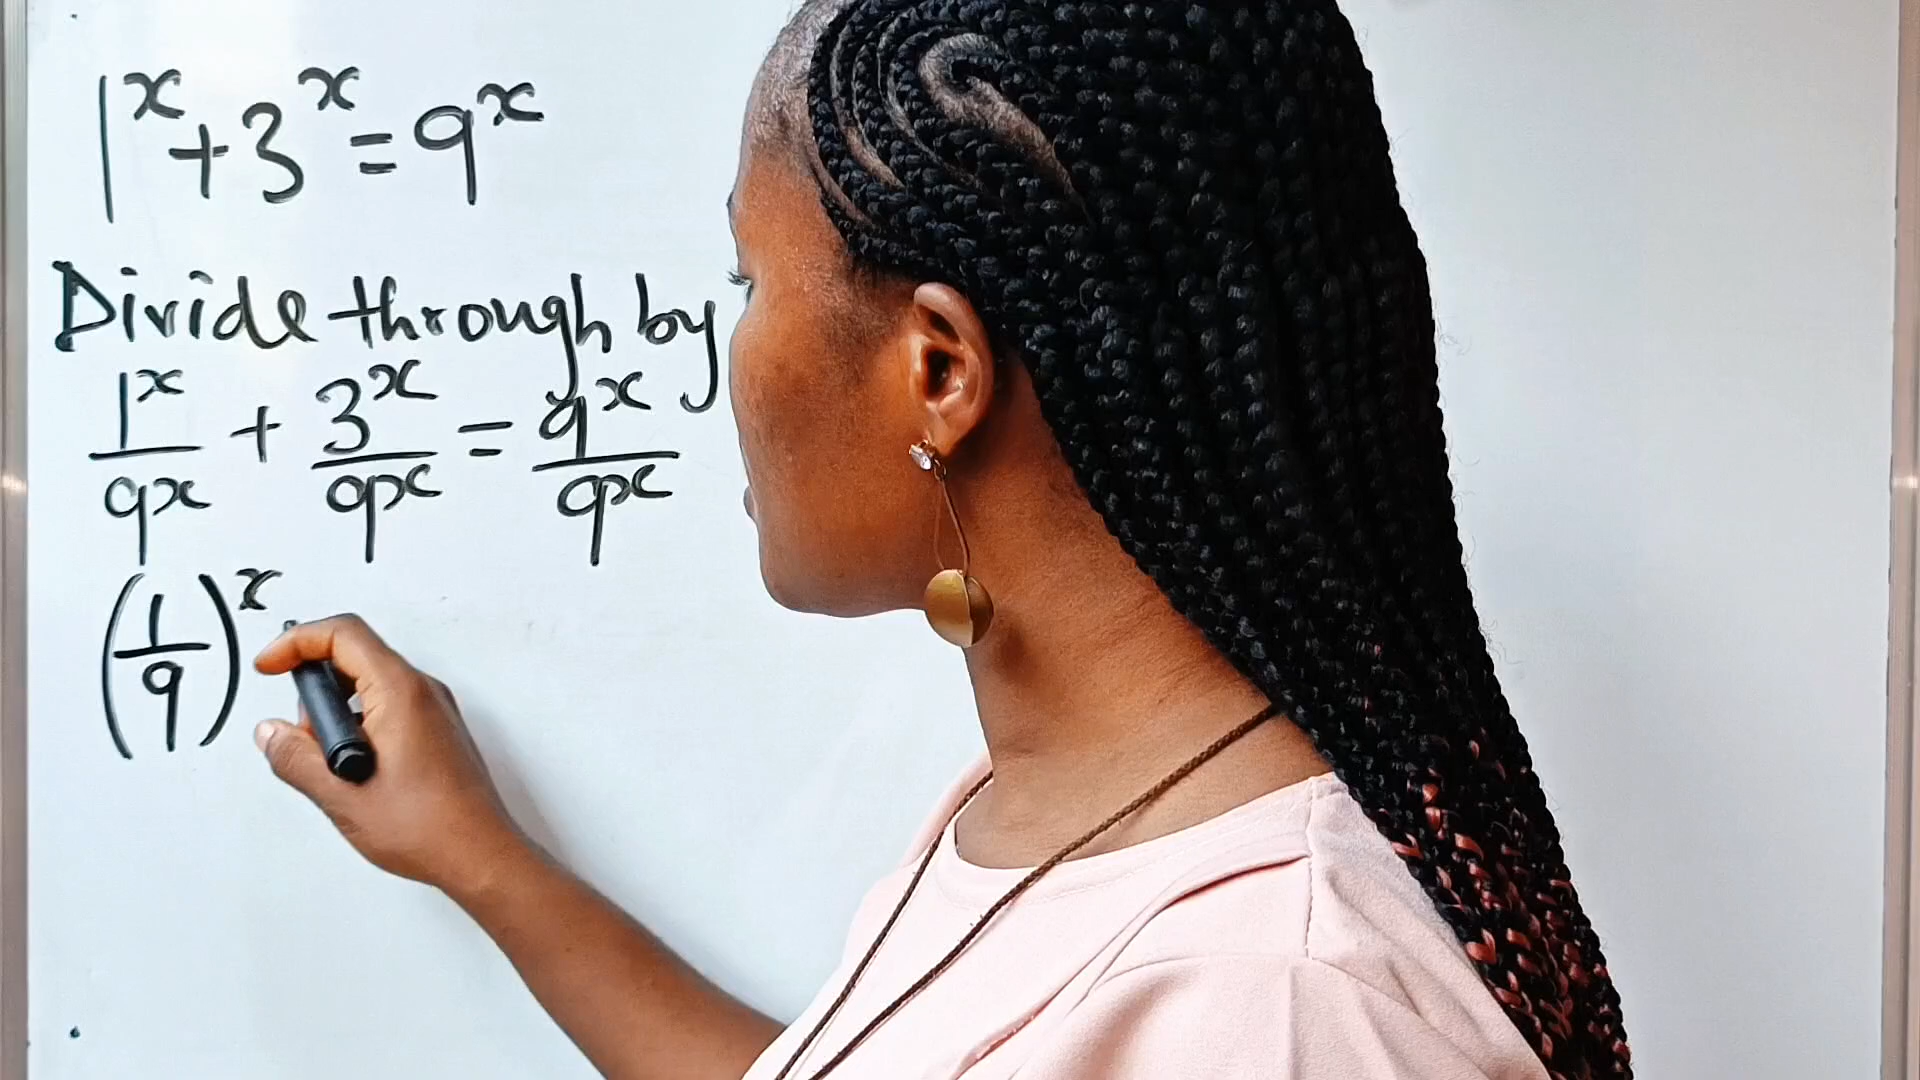 1^x + 3^x = 9^x
Divide through by
1^x/9^x + 3^x/9^x = 9^x/9^x
(1/9)^x